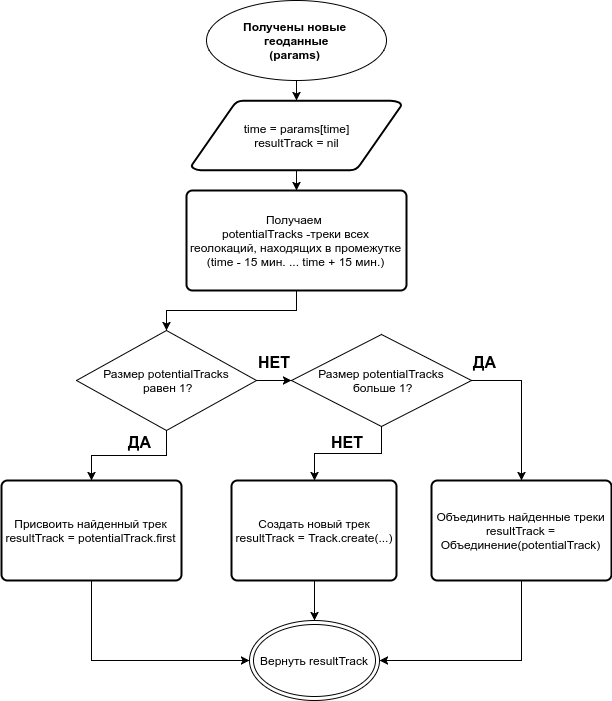 Получены новые
геоданные
(params)
time = params[time]
resultTrack = nil
Получаем
potentialTracks -треки всех
геолокаций, находящих в промежутке
(time - 15 мин. ... time + 15 мин.)
Размер potentialTracks
равен 1?
НЕТ
Размер potentialTracks
больше 1?
ДА
ДА
НЕТ
Присвоить найденный трек
resultTrack = potentialTrack.first
Создать новый трек
resultTrack = Track.create(...)
Объединить найденные треки
resultTrack =
Объединение(potentialTrack)
Вернуть resultTrack